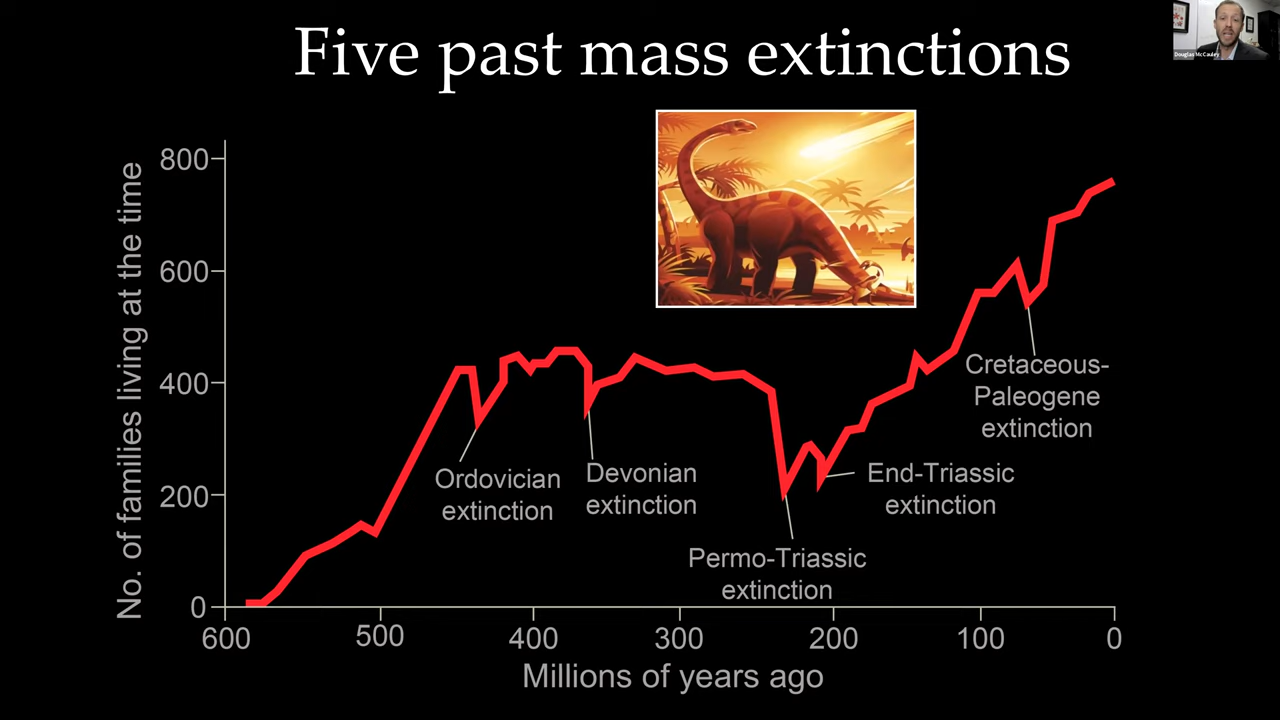 Five past mass extinctions
Douglas McCauley
No. of families living at the time
800
600
400
200
0
Ordovician
extinction
Devonian
extinction
Permo-Triassic
extinction
End-Triassic
extinction
Cretaceous-
Paleogene
extinction
600
500
400
300
200
100
0
Millions of years ago